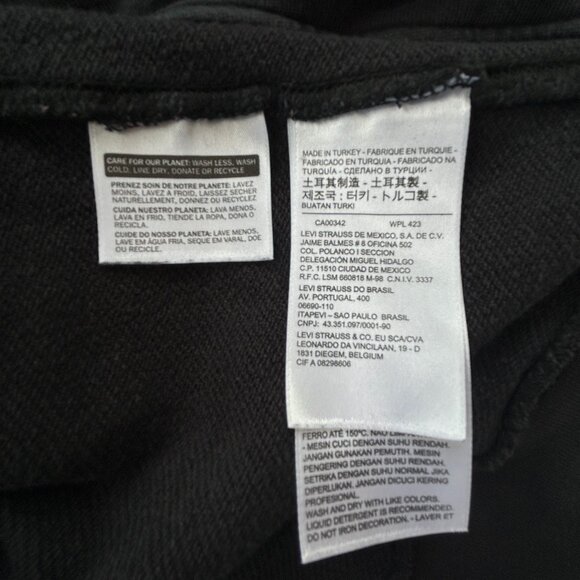 CARE FOR OUR PLANET: WASH LESS, WASH
COLD, LINE DRY, DONATE OR RECYCLE
PRENEZ SOIN DE NOTRE PLANETE: LAVEZ
MOINS, LAVEZ À FROID, LAISSEZ SÉCHER
NATURELLEMENT, DONNEZ OU RECYCLEZ
CUIDA NUESTRO PLANETA: LAVA MENOS,
LAVA EN FRIO, TIENDE LA ROPA, DONA O
RECICLA.
CUIDE DO NOSSO PLANETA: LAVE MENOS,
LAVE EM ÁGUA FRIA, SEQUE EM VARAL, DOE
OU RECICLE.
MADE IN TURKEY - FABRIQUE EN TURQUIE -
FABRICADO EN TURQUIA - FABRICADO NA
TURQUÍA - СДЕЛАНО В ТУРЦИИ -
土耳其制造 - 土耳其製 -
제조국 : 터키 - トルコ製 -
BUATAN TURKI
CA00342 WPL 423
LEVI STRAUSS DE MEXICO, S.A. DE C.V.
JAIME BALMES # 8 OFICINA 502
COL. POLANCO I SECCION
DELEGACIÓN MIGUEL HIDALGO
C.P. 11510 CIUDAD DE MEXICO
R.F.C. LSM 660816 M-98 C.N.I.V. 3337
LEVI STRAUSS DO BRASIL
AV. PORTUGAL, 400
06690-110
ITAPEVI – SAO PAULO BRASIL
CNPJ: 43.351.097/0001-90
LEVI STRAUSS & CO. EU SCA/CVA
LEONARDO DA VINCILAAN, 19 - D
1831 DIEGEM, BELGIUM
CIF A 08298606
FERRO ATÉ 150ºC. NÃO
- MESIN CUCI DENGAN SUHU RENDAH.
JANGAN GUNAKAN PEMUTIH. MESIN
PENGERING DENGAN SUHU RENDAH.
SETRIKA DENGAN SUHU NORMAL JIKA
DIPERLUKAN. JANGAN DICUCI KERING
PROFESIONAL.
WASH AND DRY WITH LIKE COLORS.
LIQUID DETERGENT IS RECOMMENDED.
DO NOT IRON DECORATION. - LAVER ET